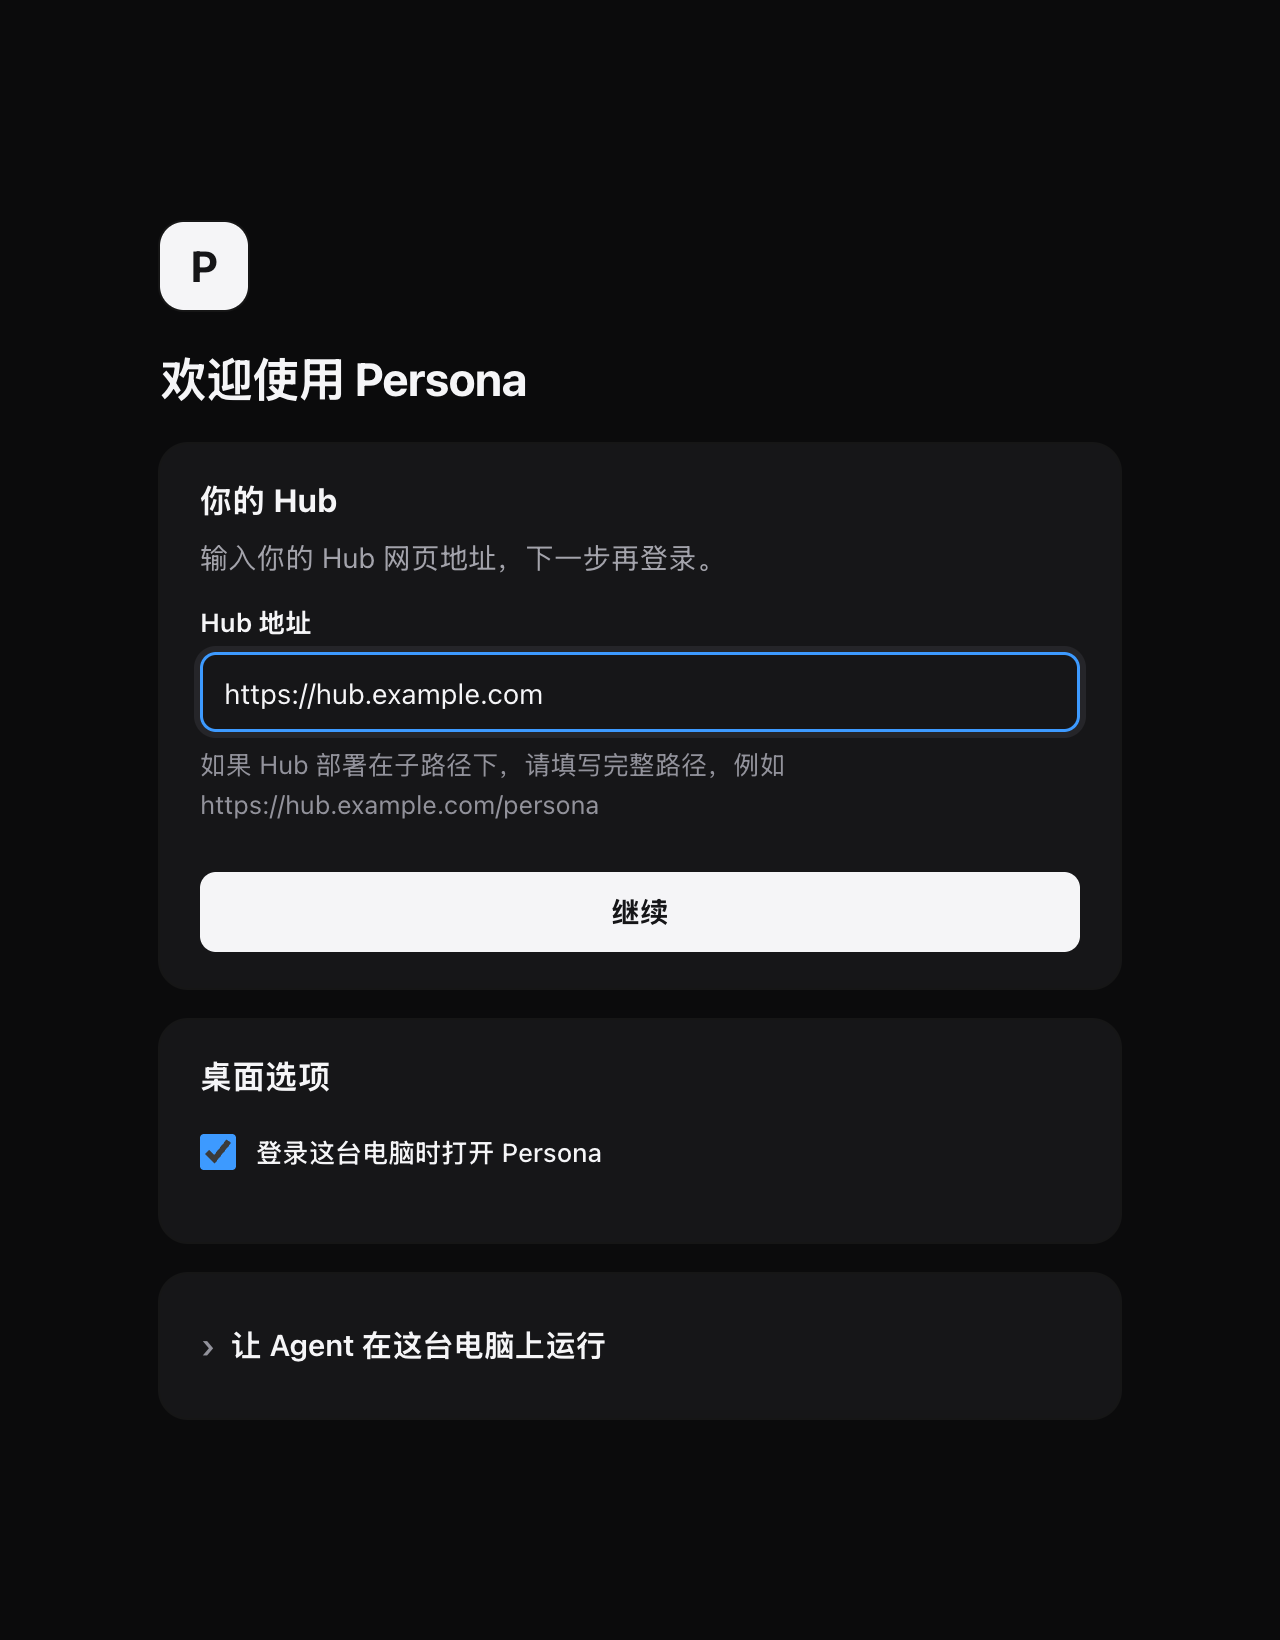 P
欢迎使用 Persona
你的 Hub
输入你的 Hub 网页地址，下一步再登录。
Hub 地址
https://hub.example.com
如果 Hub 部署在子路径下，请填写完整路径，例如
https://hub.example.com/persona
继续
桌面选项
登录这台电脑时打开 Persona
› 让 Agent 在这台电脑上运行